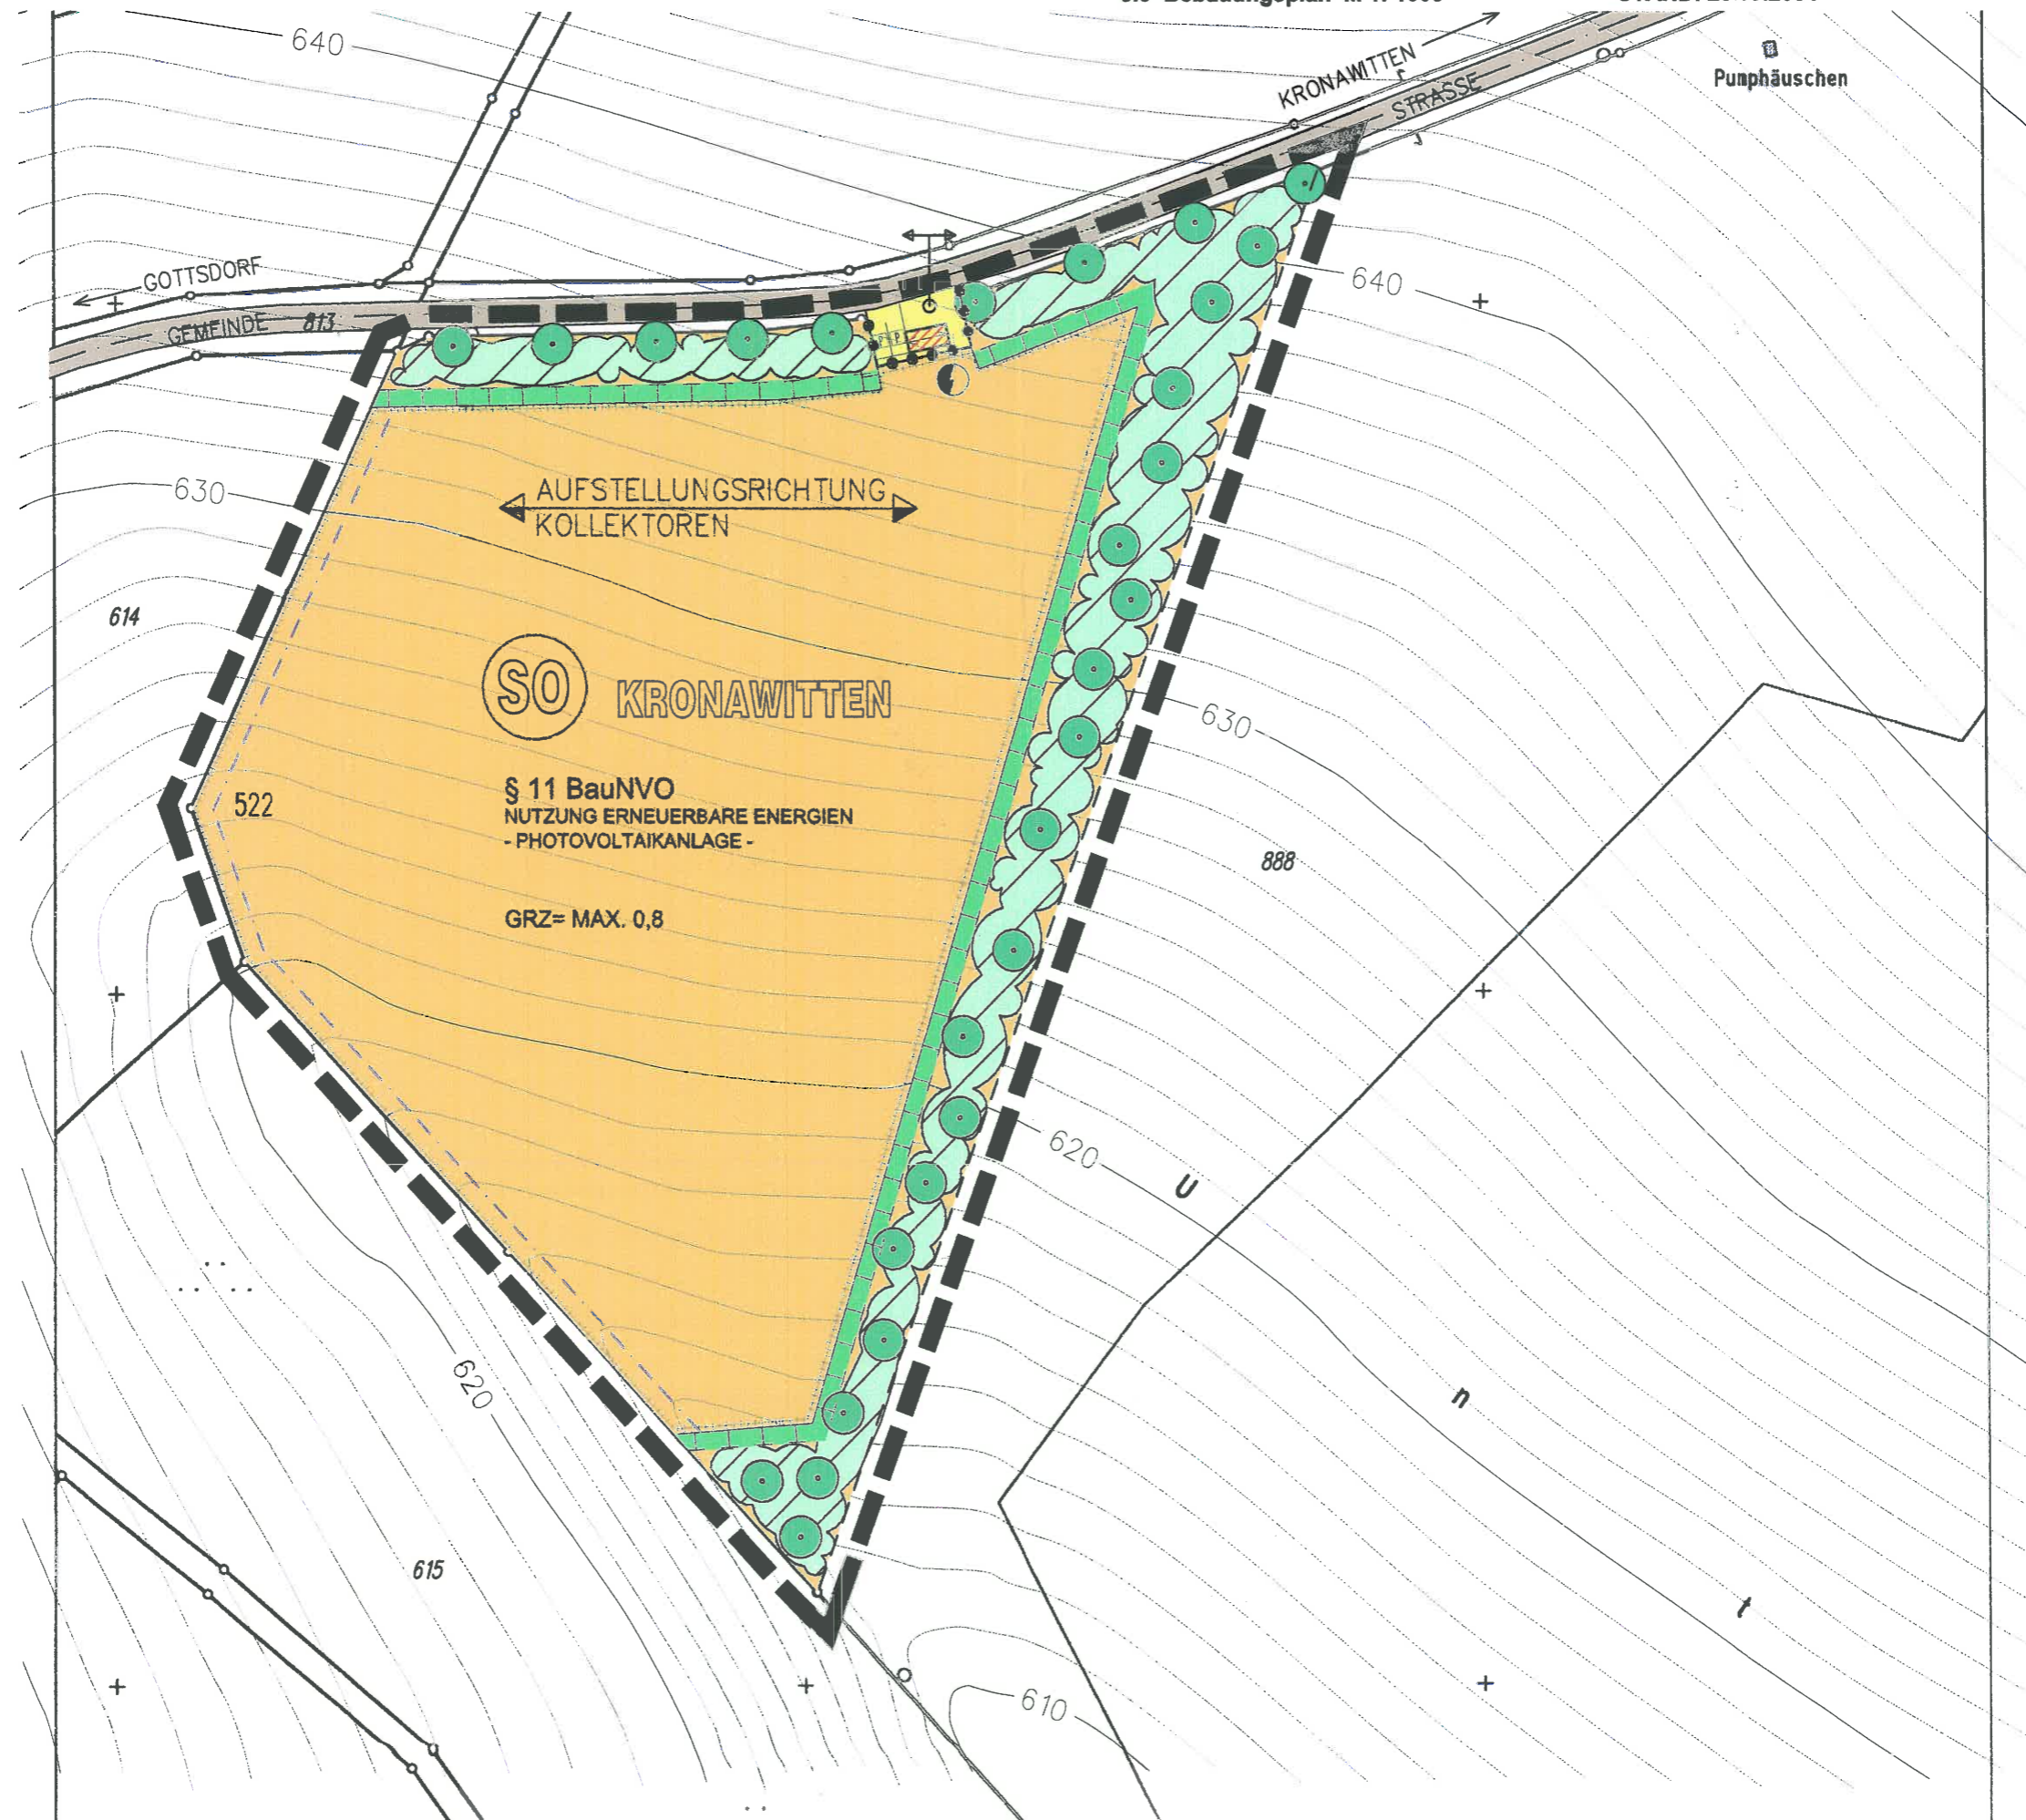 640
KRONAWITTEN
STRASSE
Pumphäuschen
GOTTSDORF
GEMEINDE 813
640
P P
630
AUFSTELLUNGSRICHTUNG
KOLLEKTOREN
614
SO KRONAWITTEN
630
§ 11 BauNVO
522
NUTZUNG ERNEUERBARE ENERGIEN
- PHOTOVOLTAIKANLAGE -
888
GRZ= MAX. 0,8
620
U
620
n
615
t
610